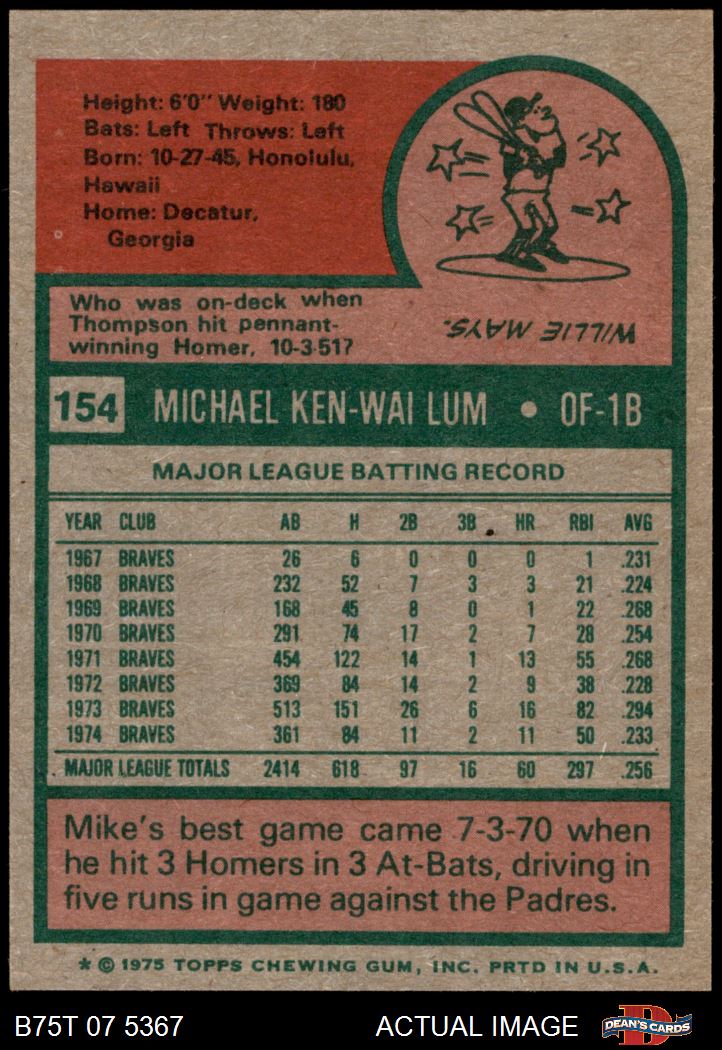 Height: 6'0" Weight: 180
Bats: Left Throws: Left
Born: 10-27-45, Honolulu,
Hawaii
Home: Decatur,
Georgia
Who was on-deck when
Thompson hit pennant-
winning Homer, 10-3-51?
WILLIE MAYS.
154 MICHAEL KEN-WAI LUM • OF-1B
MAJOR LEAGUE BATTING RECORD
YEAR CLUB AB H 2B 3B HR RBI AVG
1967 BRAVES 26 6 0 0 0 1 .231
1968 BRAVES 232 52 7 3 3 21 .224
1969 BRAVES 168 45 8 0 1 22 .268
1970 BRAVES 291 74 17 2 7 28 .254
1971 BRAVES 454 122 14 1 13 55 .268
1972 BRAVES 369 84 14 2 9 38 .228
1973 BRAVES 513 151 26 6 16 82 .294
1974 BRAVES 361 84 11 2 11 50 .233
MAJOR LEAGUE TOTALS 2414 618 97 16 60 297 .256
Mike's best game came 7-3-70 when
he hit 3 Homers in 3 At-Bats, driving in
five runs in game against the Padres.
* © 1975 TOPPS CHEWING GUM, INC. PRTD IN U.S.A.
B75T 07 5367 ACTUAL IMAGE
D
DEAN'S CARDS